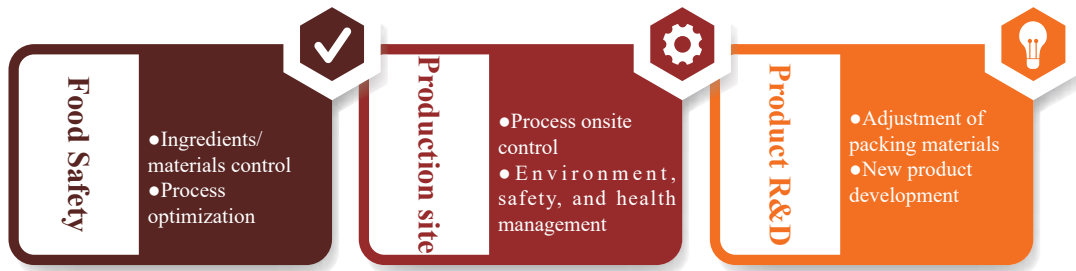 Food Safety
●Ingredients/
materials control
●Process
optimization
Production site
●Process onsite
control
●Environment,
safety, and health
management
Product R&D
●Adjustment of
packing materials
●New product
development